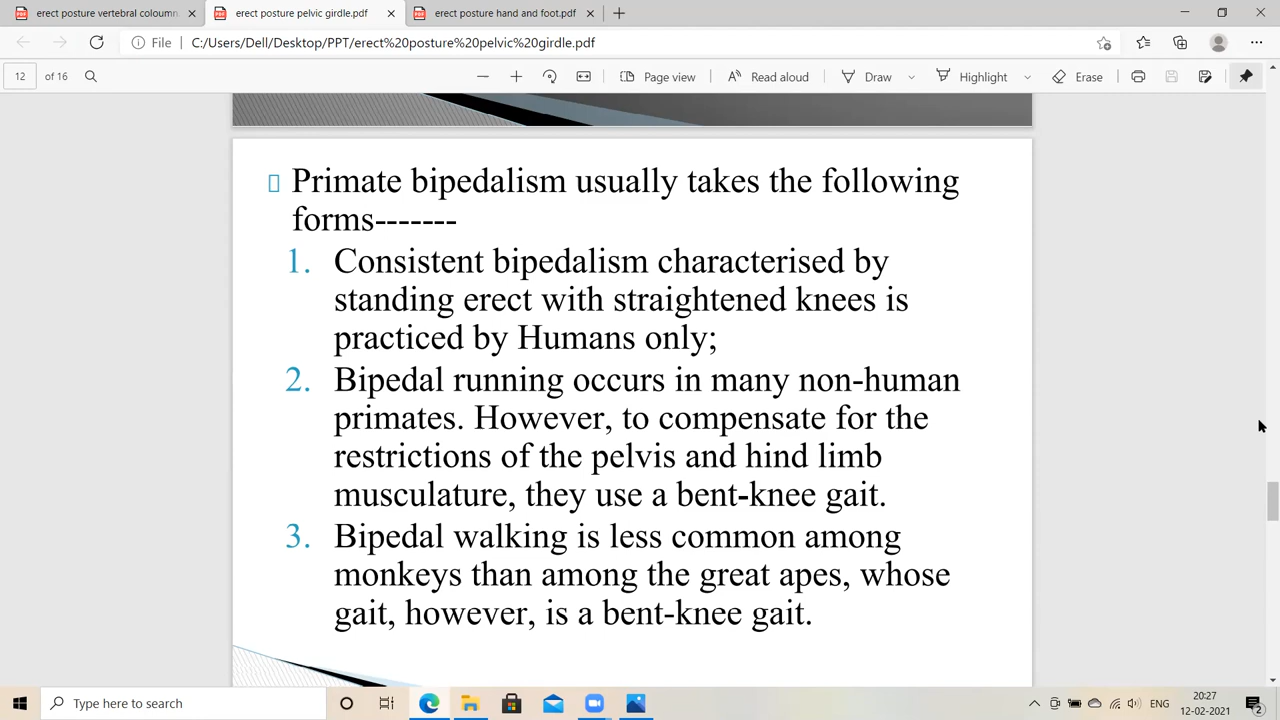 erect posture vertebral coloumn
erect posture pelvic girdle.pdf
erect posture hand and foot.pdf
File
C:/Users/Dell/Desktop/PPT/erect%20posture%20pelvic%20girdle.pdf
12 of 16
Page view
Read aloud
Draw
Highlight
Erase
Primate bipedalism usually takes the following
forms-------
1. Consistent bipedalism characterised by
standing erect with straightened knees is
practiced by Humans only;
2. Bipedal running occurs in many non-human
primates. However, to compensate for the
restrictions of the pelvis and hind limb
musculature, they use a bent-knee gait.
3. Bipedal walking is less common among
monkeys than among the great apes, whose
gait, however, is a bent-knee gait.
Type here to search
ENG
20:27
12-02-2021
2